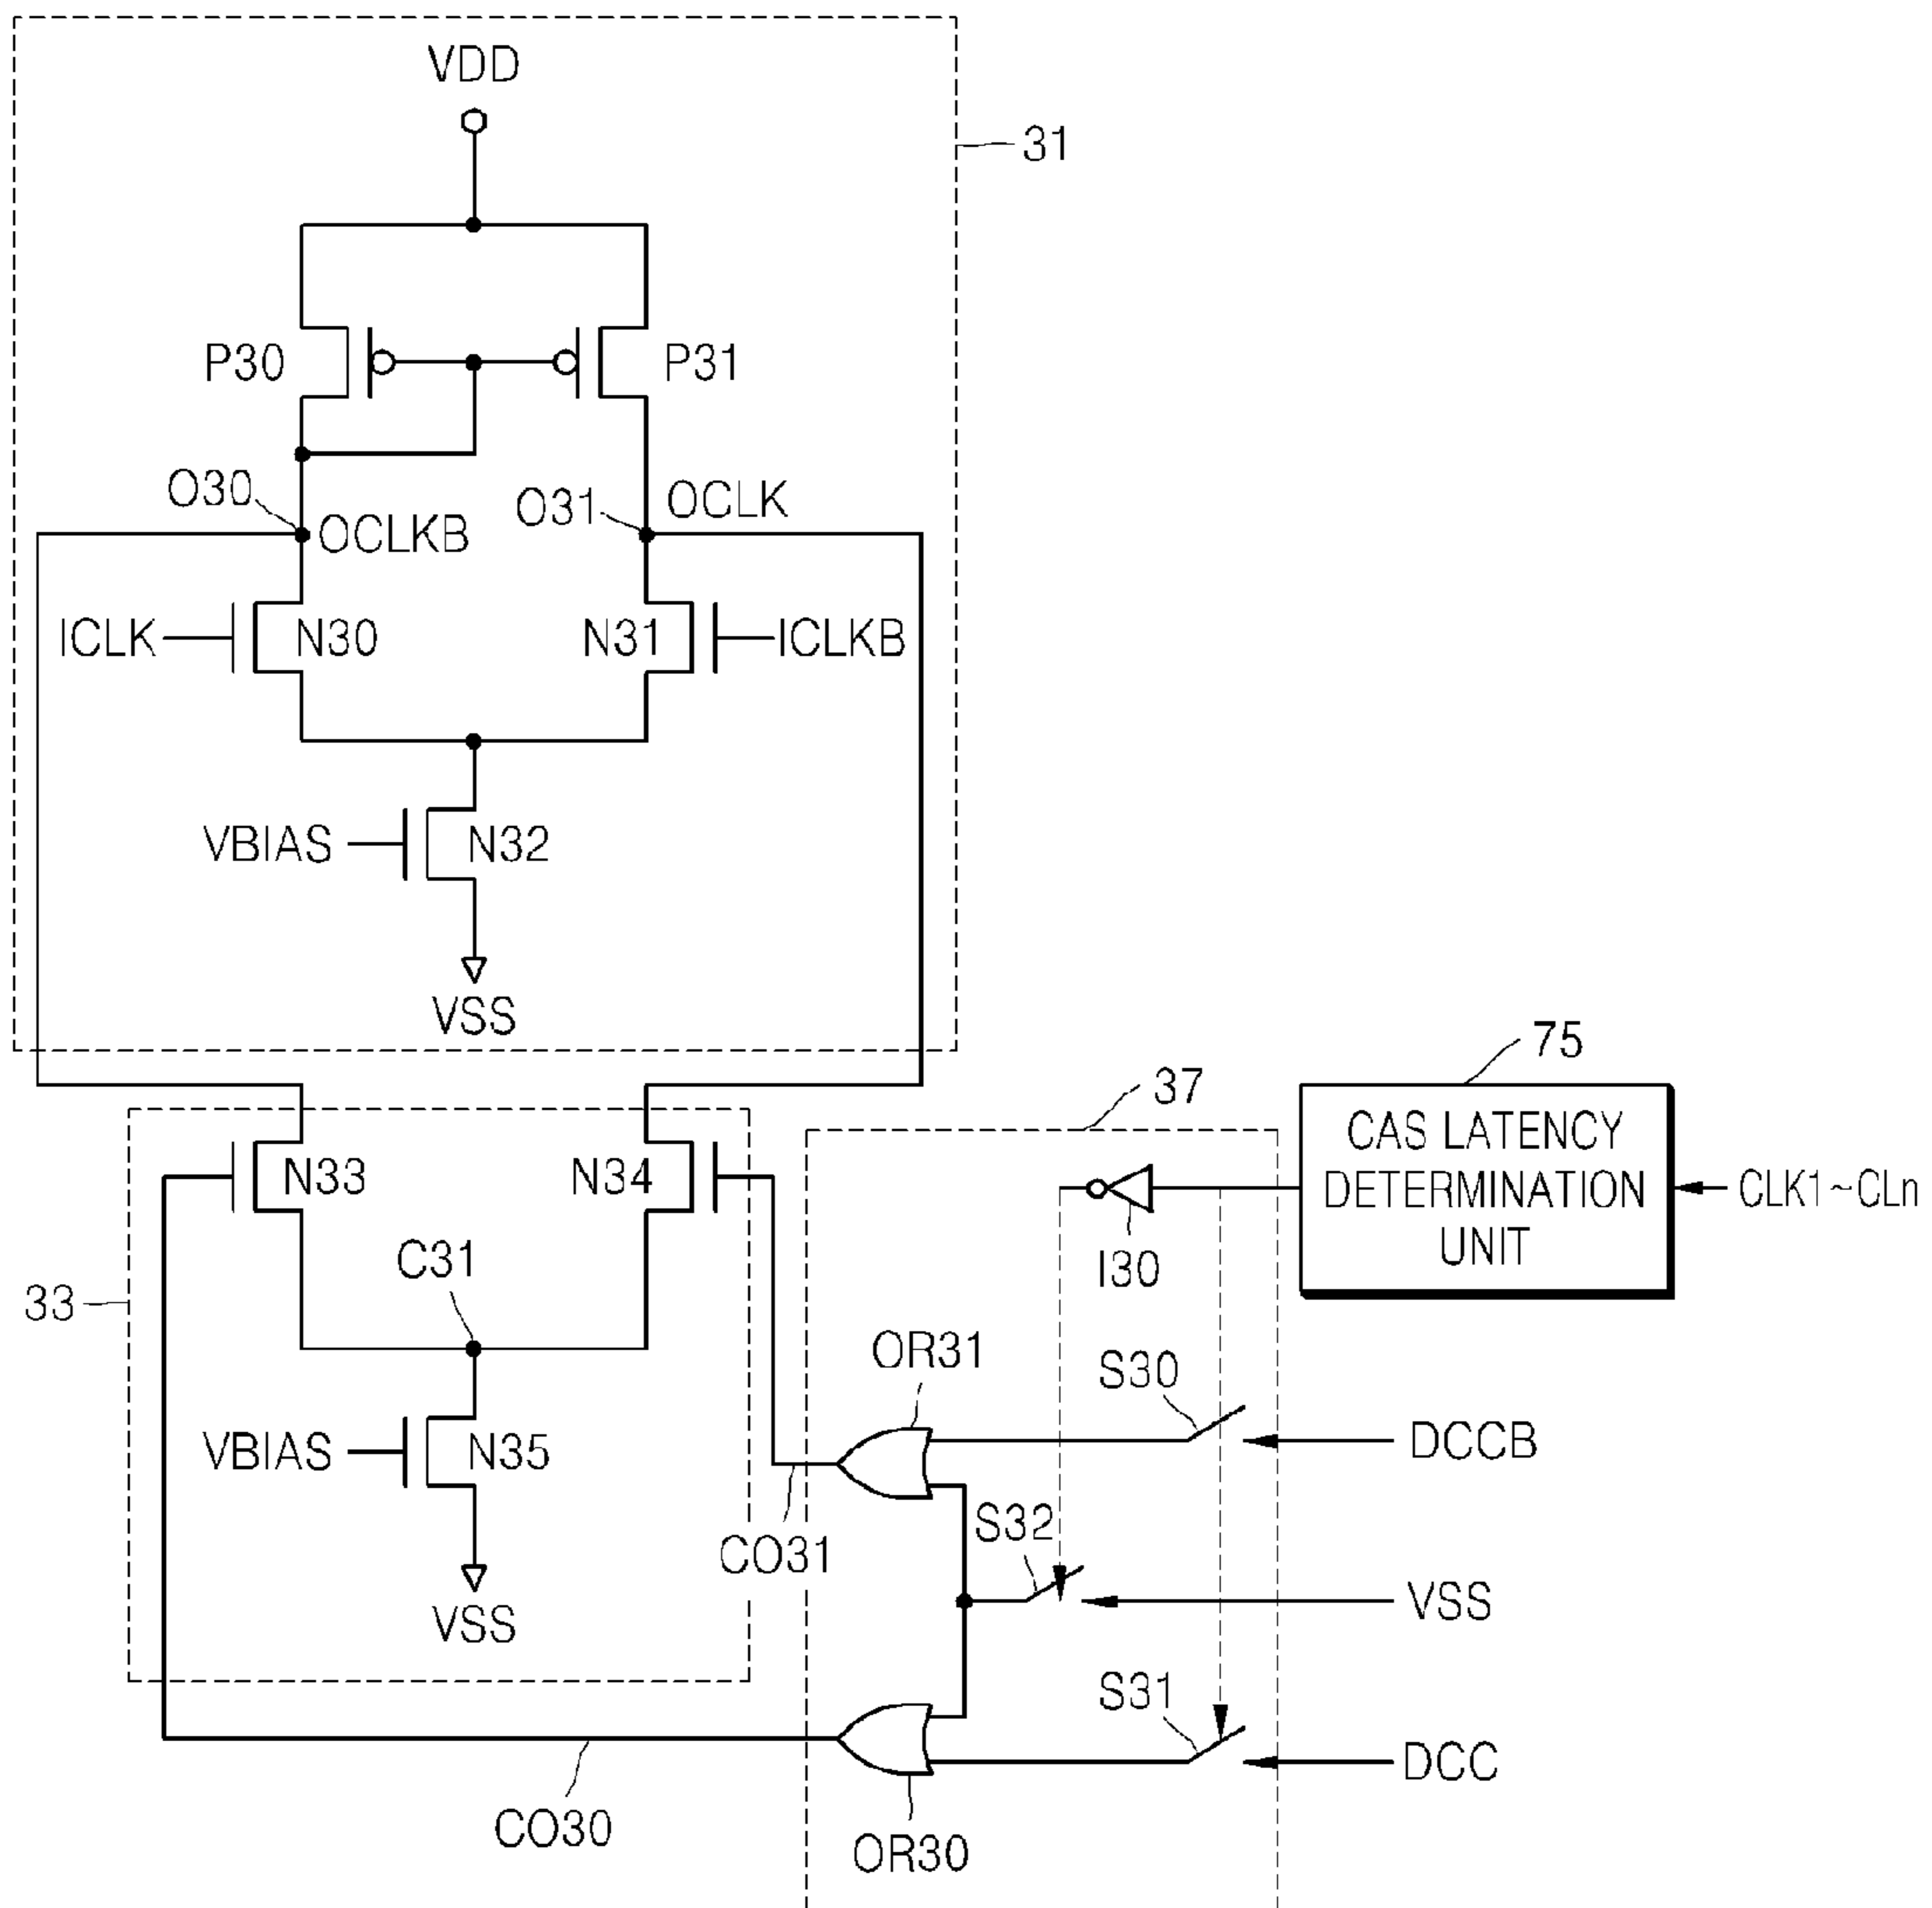 VDD
31
P30
P31
O30
OCLKB
O31
OCLK
ICLK
N30
N31
ICLKB
VBIAS
N32
VSS
75
37
CAS LATENCY
DETERMINATION
UNIT
CLK1~CLn
N33
N34
I30
C31
33
OR31
S30
DCCB
VBIAS
N35
S32
CO31
VSS
VSS
S31
DCC
CO30
OR30